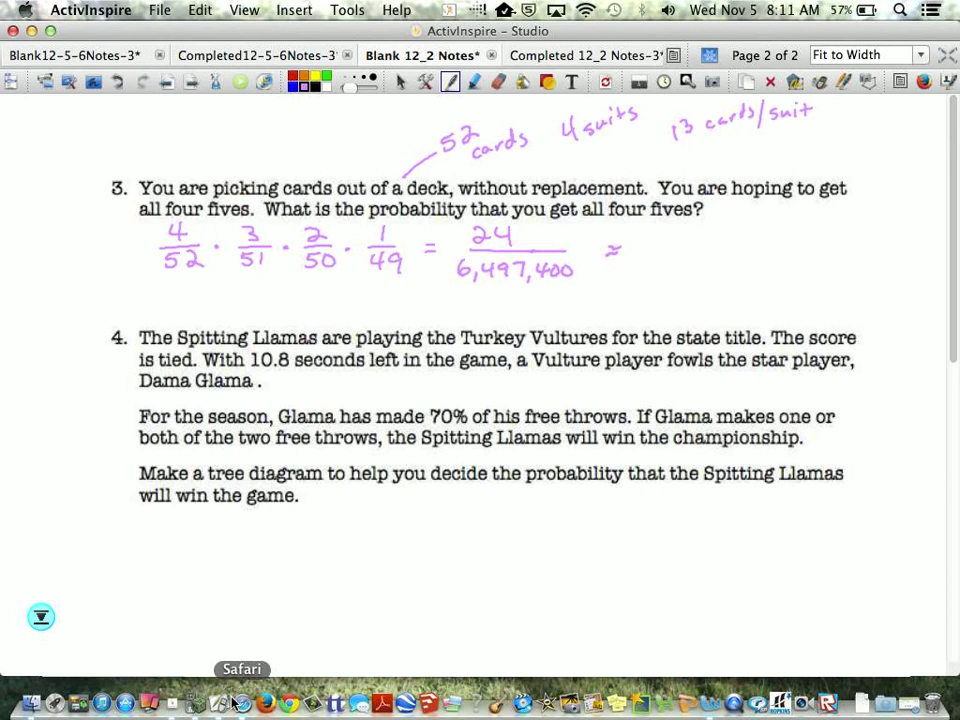 ActivInspire File Edit View Insert Tools Help Wed Nov 5 8:11 AM 57%
ActivInspire - Studio
Blank12-5-6Notes-3* Completed12-5-6Notes-3* Blank 12_2 Notes* Completed 12_2 Notes-3* Page 2 of 2 Fit to Width
52 cards 4 suits 13 cards/suit
3. You are picking cards out of a deck, without replacement. You are hoping to get
all four fives. What is the probability that you get all four fives?
4/52 · 3/51 · 2/50 · 1/49 = 24/6,497,400 ≈
4. The Spitting Llamas are playing the Turkey Vultures for the state title. The score
is tied. With 10.8 seconds left in the game, a Vulture player fowls the star player,
Dama Glama .
For the season, Glama has made 70% of his free throws. If Glama makes one or
both of the two free throws, the Spitting Llamas will win the championship.
Make a tree diagram to help you decide the probability that the Spitting Llamas
will win the game.
Safari